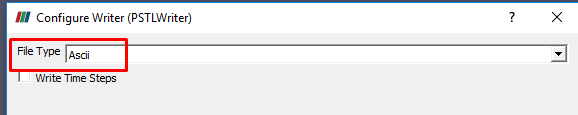 Configure Writer (PSTLWriter)
File Type Ascii
Write Time Steps